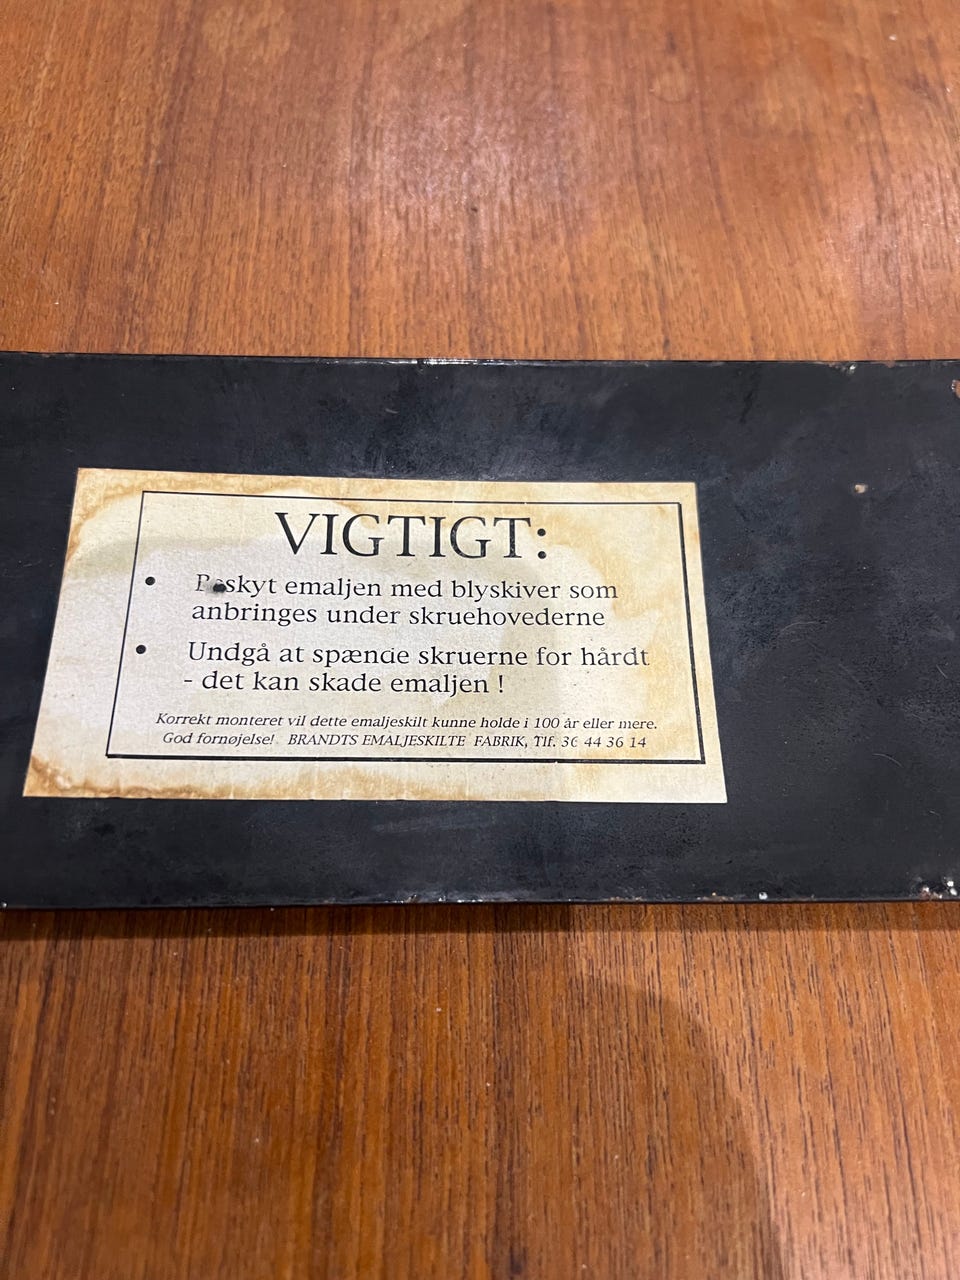 VIGTIGT:
• Beskyt emaljen med blyskiver som
anbringes under skruehovederne
• Undgå at spænde skruerne for hårdt
- det kan skade emaljen !
Korrekt monteret vil dette emaljeskilt kunne holde i 100 år eller mere.
God fornøjelse! BRANDTS EMALJESKILTE FABRIK, Tlf. 36 44 36 14